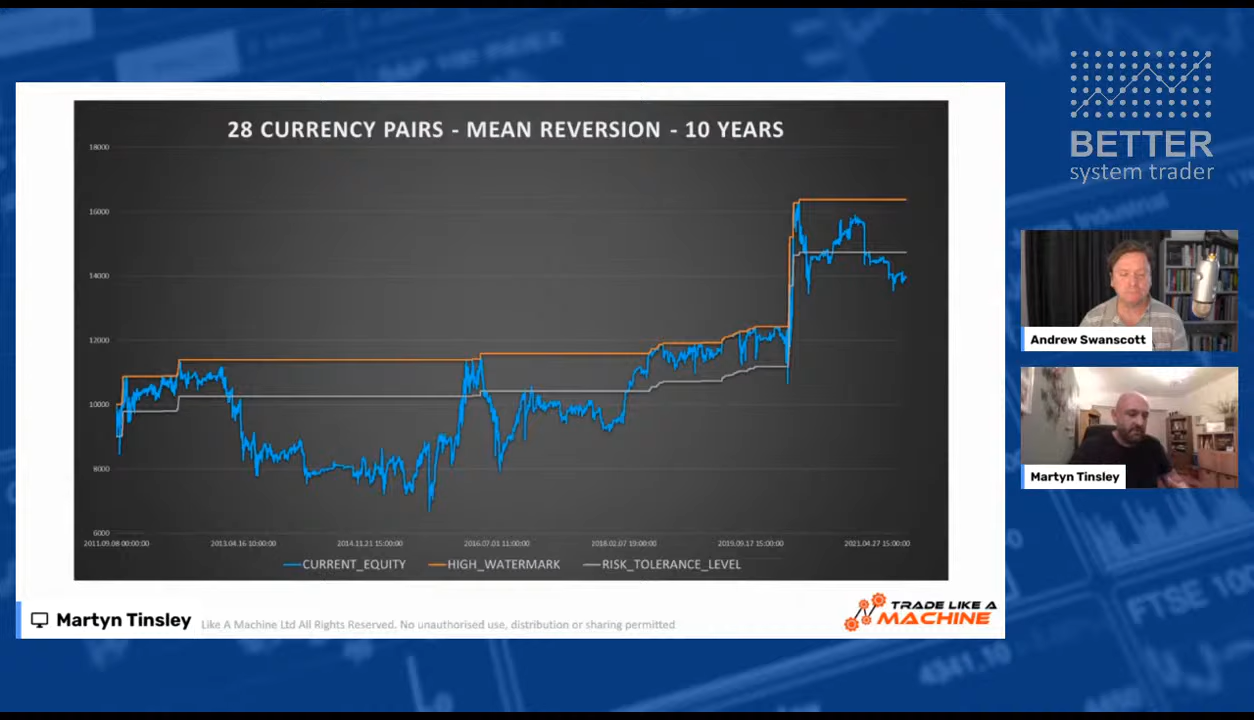 28 CURRENCY PAIRS - MEAN REVERSION - 10 YEARS
18000
16000
14000
12000
10000
8000
6000
2011.09.08 00:00:00
2013.04.16 10:00:00
2014.11.21 15:00:00
2016.07.01 11:00:00
2018.02.07 19:00:00
2019.09.17 15:00:00
2021.04.27 15:00:00
CURRENT_EQUITY
HIGH_WATERMARK
RISK_TOLERANCE_LEVEL
Martyn Tinsley
Like A Machine Ltd All Rights Reserved. No unauthorised use, distribution or sharing permitted
TRADE LIKE A
MACHINE
BETTER
system trader
Andrew Swanscott
Martyn Tinsley
FTSE 100
4341.10